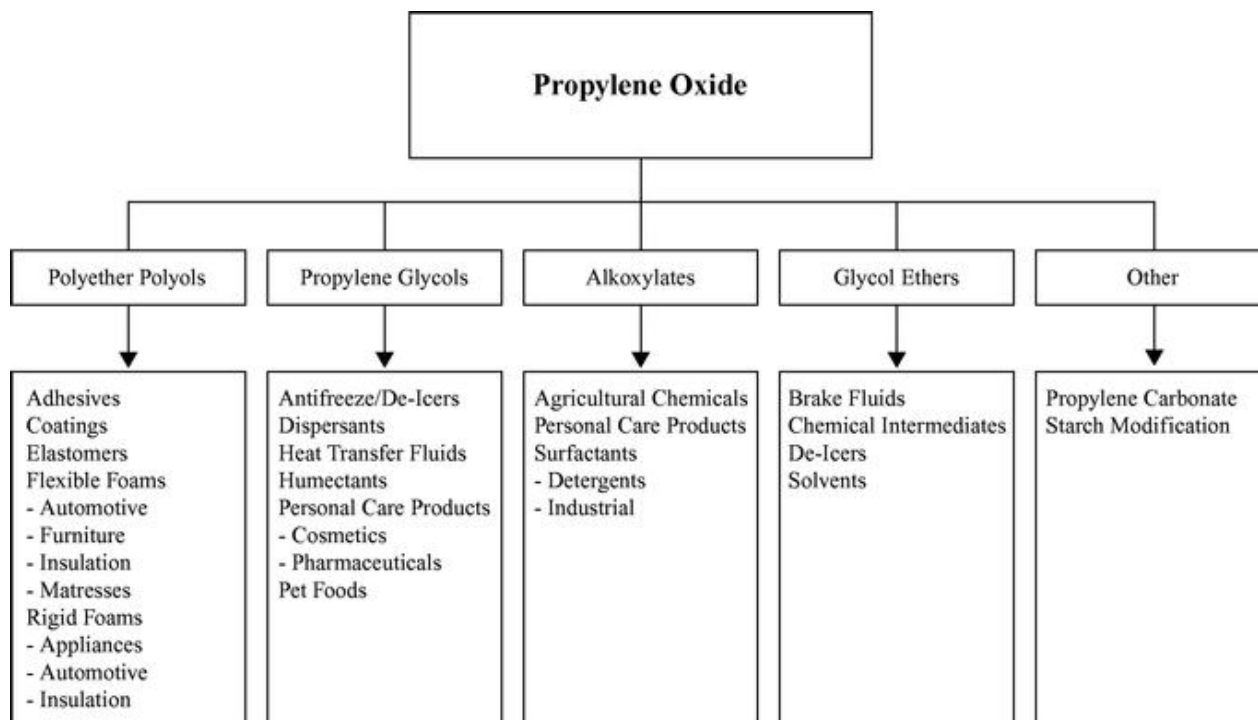 Propylene Oxide
Polyether Polyols
Propylene Glycols
Alkoxylates
Glycol Ethers
Other
Adhesives
Coatings
Elastomers
Flexible Foams
- Automotive
- Furniture
- Insulation
- Matresses
Rigid Foams
- Appliances
- Automotive
- Insulation
Antifreeze/De-Icers
Dispersants
Heat Transfer Fluids
Humectants
Personal Care Products
- Cosmetics
- Pharmaceuticals
Pet Foods
Agricultural Chemicals
Personal Care Products
Surfactants
- Detergents
- Industrial
Brake Fluids
Chemical Intermediates
De-Icers
Solvents
Propylene Carbonate
Starch Modification